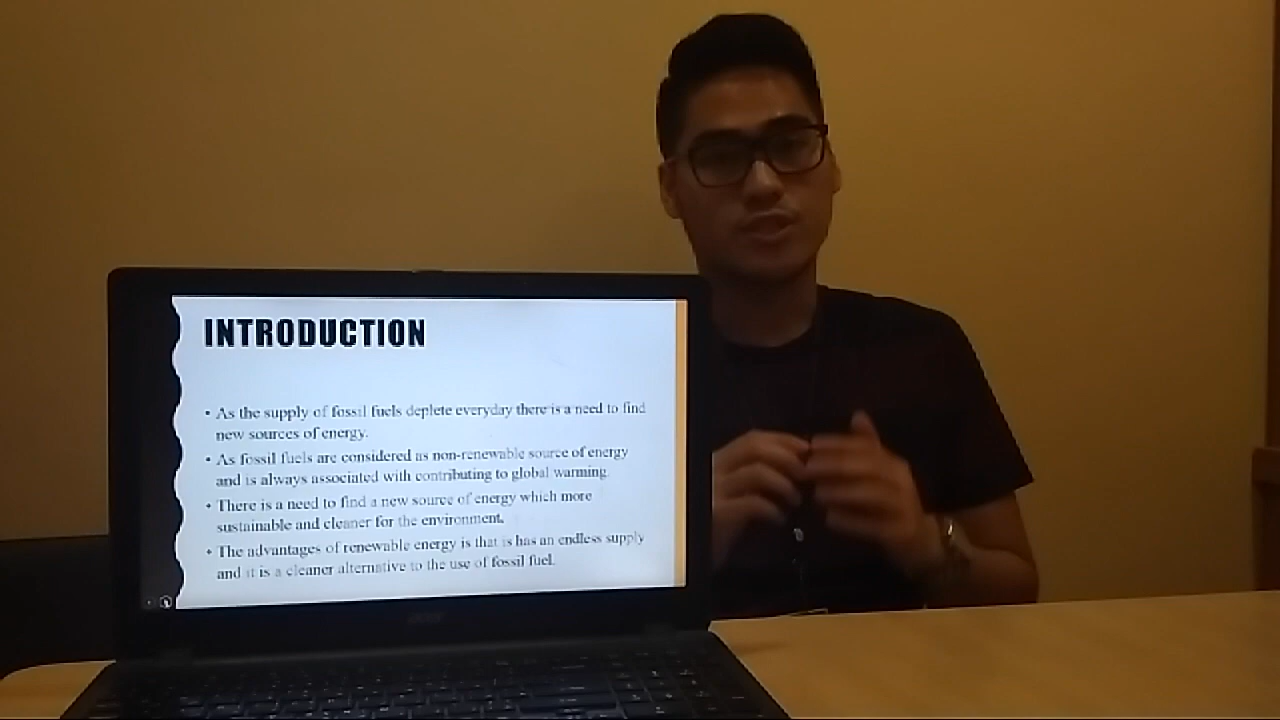 INTRODUCTION
• As the supply of fossil fuels deplete everyday there is a need to find
new sources of energy.
• As fossil fuels are considered as non-renewable source of energy
and is always associated with contributing to global warming.
• There is a need to find a new source of energy which more
sustainable and cleaner for the environment.
• The advantages of renewable energy is that is has an endless supply
and it is a cleaner alternative to the use of fossil fuel.
acer